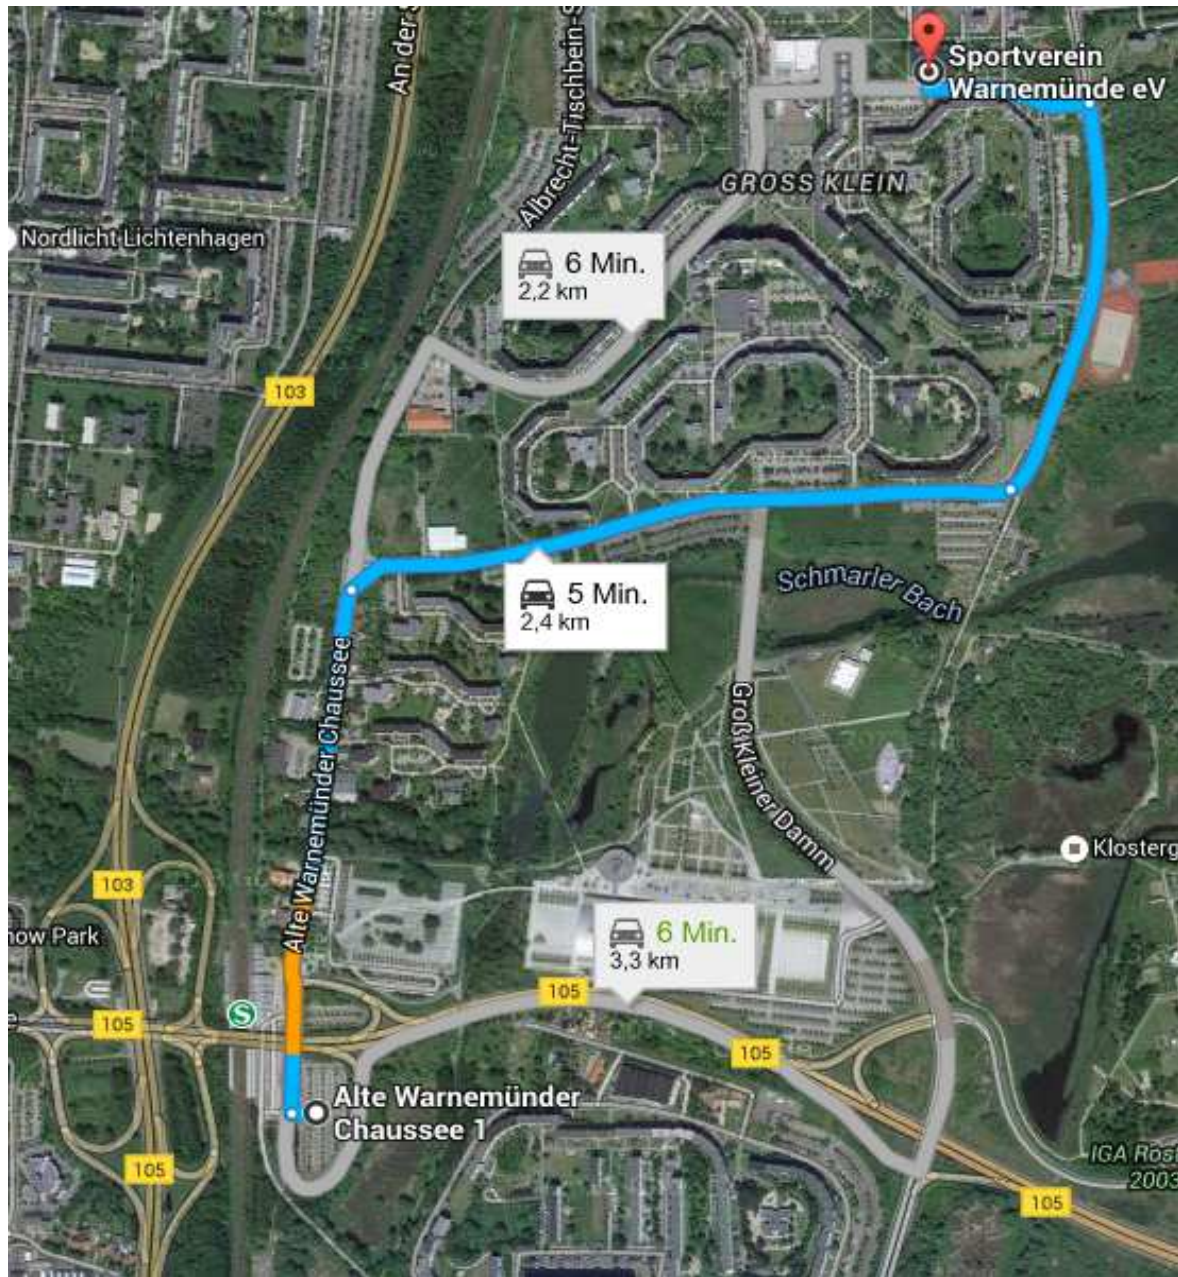 Sportverein
Warnemünde eV
An der S
Albrecht-Tischbein-S
GROSS KLEIN
Nordlicht Lichtenhagen
6 Min.
2,2 km
103
5 Min.
2,4 km
Schmarler Bach
Alte Warnemünder Chaussee
Groß Kleiner Damm
Klosterg
103
now Park
6 Min.
3,3 km
105
S
105
105
Alte Warnemünder
Chaussee 1
105
IGA Rost
2003
105